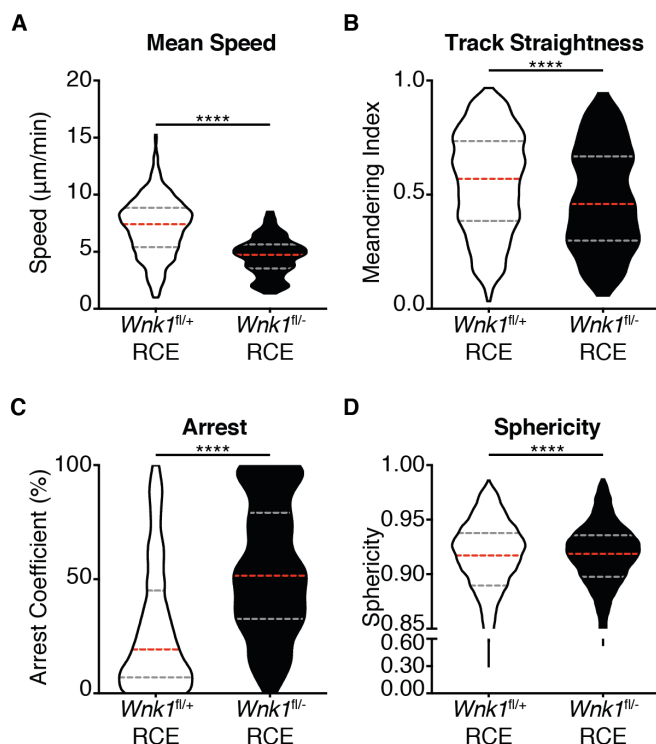 A
Mean Speed
20
15
10
5
0
Speed (µm/min)
****
Wnk1fl/+
RCE
Wnk1fl/-
RCE
B
Track Straightness
1.0
0.5
0.0
Meandering Index
****
Wnk1fl/+
RCE
Wnk1fl/-
RCE
C
Arrest
100
50
0
Arrest Coefficient (%)
****
Wnk1fl/+
RCE
Wnk1fl/-
RCE
D
Sphericity
1.00
0.95
0.90
0.85
0.60
0.30
0.00
Sphericity
****
Wnk1fl/+
RCE
Wnk1fl/-
RCE